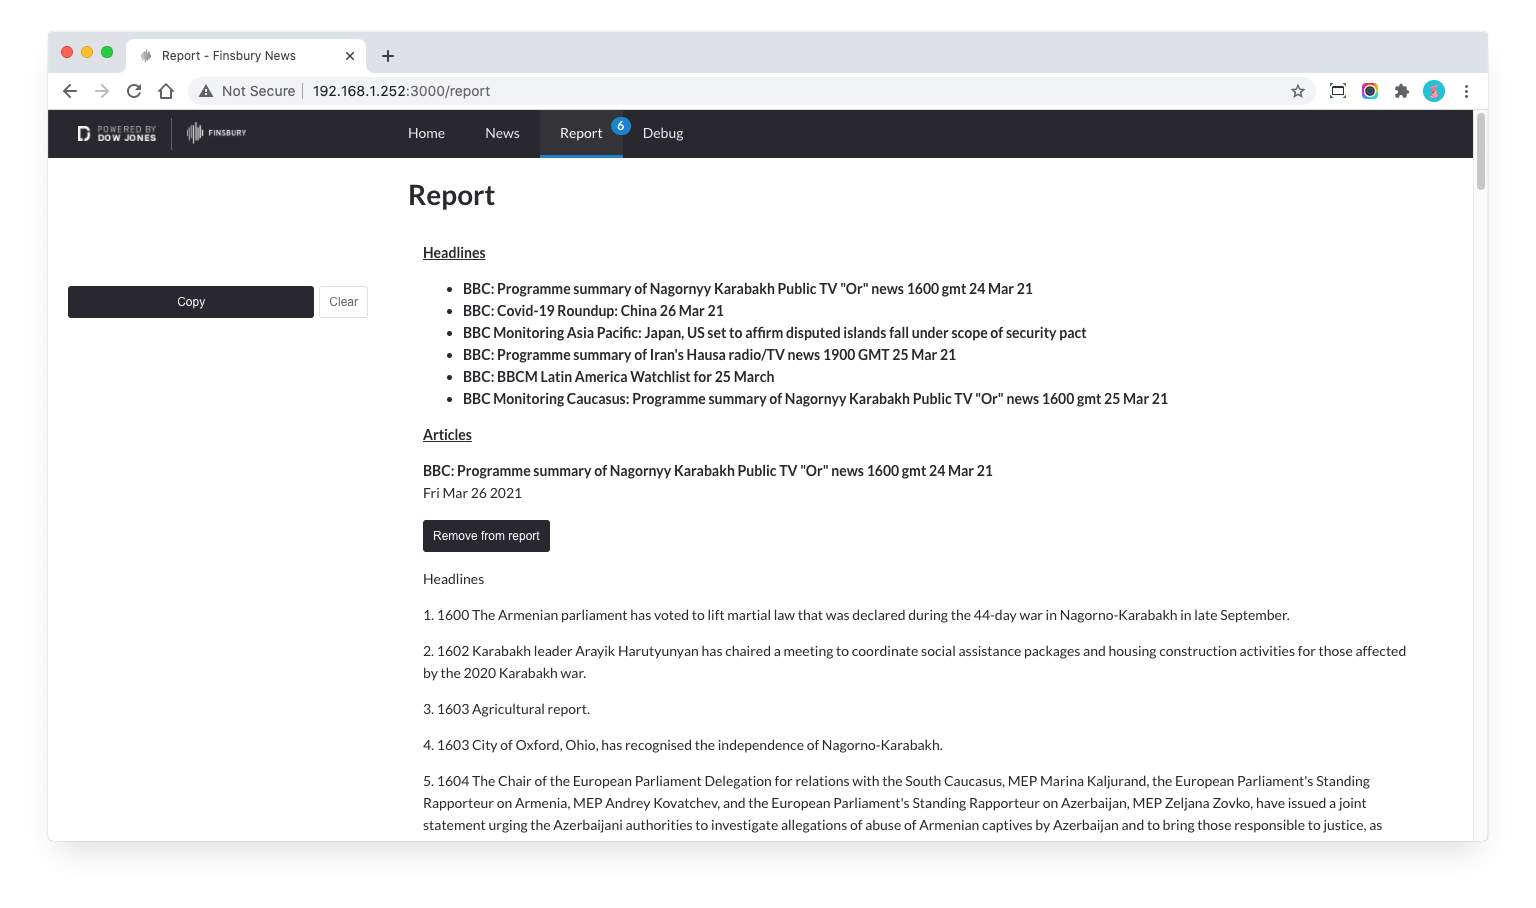 Report - Finsbury News
Not Secure 192.168.1.252:3000/report
POWERED BY
DOW JONES
FINSBURY
Home News Report 6 Debug
Report
Headlines
Copy Clear
• BBC: Programme summary of Nagornyy Karabakh Public TV "Or" news 1600 gmt 24 Mar 21
• BBC: Covid-19 Roundup: China 26 Mar 21
• BBC Monitoring Asia Pacific: Japan, US set to affirm disputed islands fall under scope of security pact
• BBC: Programme summary of Iran's Hausa radio/TV news 1900 GMT 25 Mar 21
• BBC: BBCM Latin America Watchlist for 25 March
• BBC Monitoring Caucasus: Programme summary of Nagornyy Karabakh Public TV "Or" news 1600 gmt 25 Mar 21
Articles
BBC: Programme summary of Nagornyy Karabakh Public TV "Or" news 1600 gmt 24 Mar 21
Fri Mar 26 2021
Remove from report
Headlines
1. 1600 The Armenian parliament has voted to lift martial law that was declared during the 44-day war in Nagorno-Karabakh in late September.
2. 1602 Karabakh leader Arayik Harutyunyan has chaired a meeting to coordinate social assistance packages and housing construction activities for those affected
by the 2020 Karabakh war.
3. 1603 Agricultural report.
4. 1603 City of Oxford, Ohio, has recognised the independence of Nagorno-Karabakh.
5. 1604 The Chair of the European Parliament Delegation for relations with the South Caucasus, MEP Marina Kaljurand, the European Parliament's Standing
Rapporteur on Armenia, MEP Andrey Kovatchev, and the European Parliament's Standing Rapporteur on Azerbaijan, MEP Zeljana Zovko, have issued a joint
statement urging the Azerbaijani authorities to investigate allegations of abuse of Armenian captives by Azerbaijan and to bring those responsible to justice, as